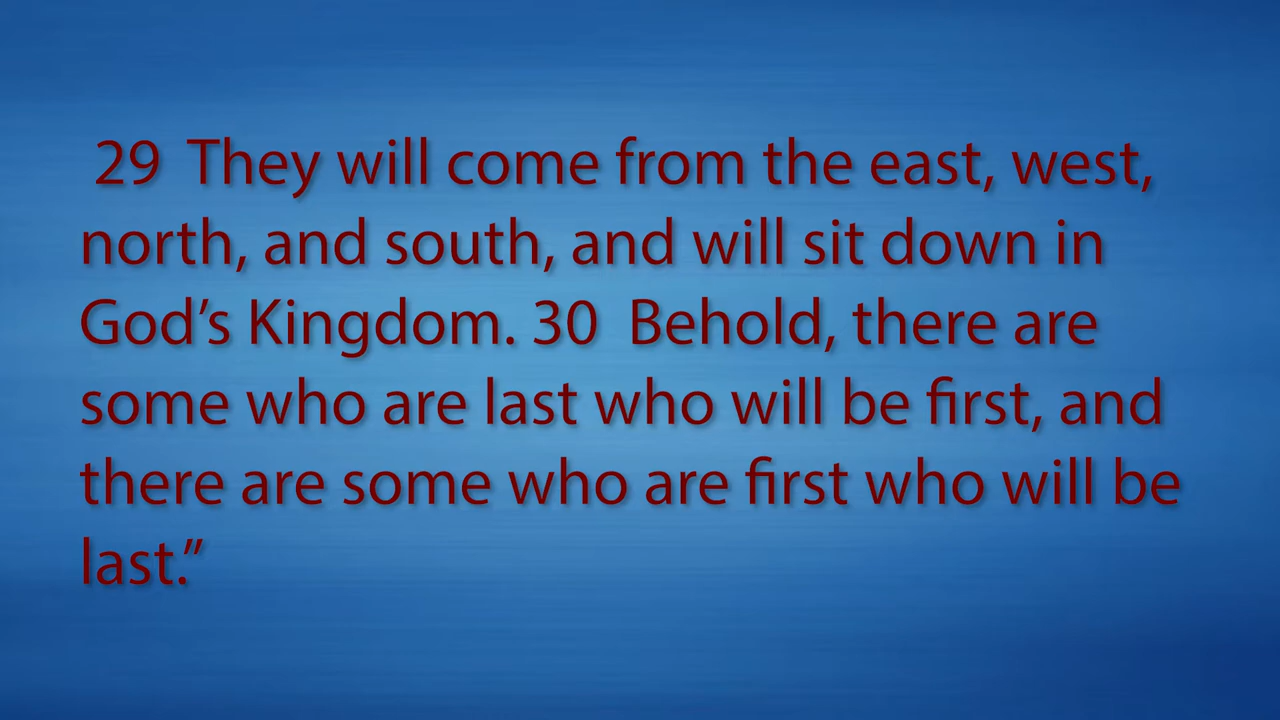 29  They will come from the east, west,
north, and south, and will sit down in
God’s Kingdom. 30  Behold, there are
some who are last who will be first, and
there are some who are first who will be
last.”